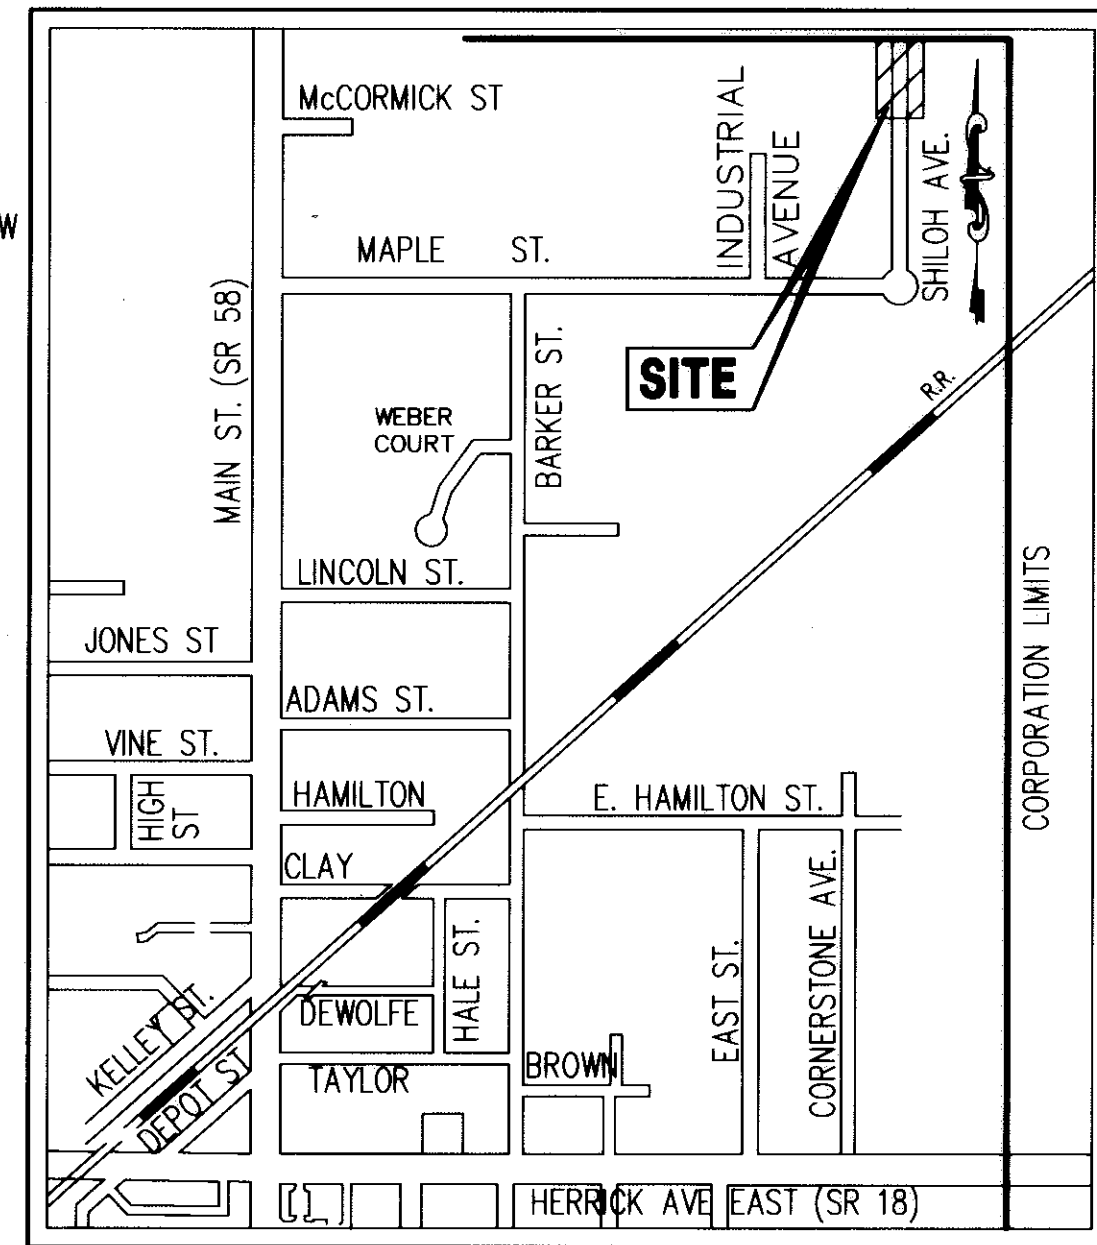 McCORMICK ST
W
INDUSTRIAL
AVENUE
SHILOH AVE.
MAPLE ST.
MAIN ST. (SR 58)
BARKER ST.
SITE
R.R.
WEBER
COURT
LINCOLN ST.
CORPORATION LIMITS
JONES ST
ADAMS ST.
VINE ST.
HIGH
ST
HAMILTON
E. HAMILTON ST.
CLAY
HALE ST.
EAST ST.
CORNERSTONE AVE.
KELLEY ST.
DEWOLFE
DEPOT ST
TAYLOR
BROWN
HERRICK AVE EAST (SR 18)